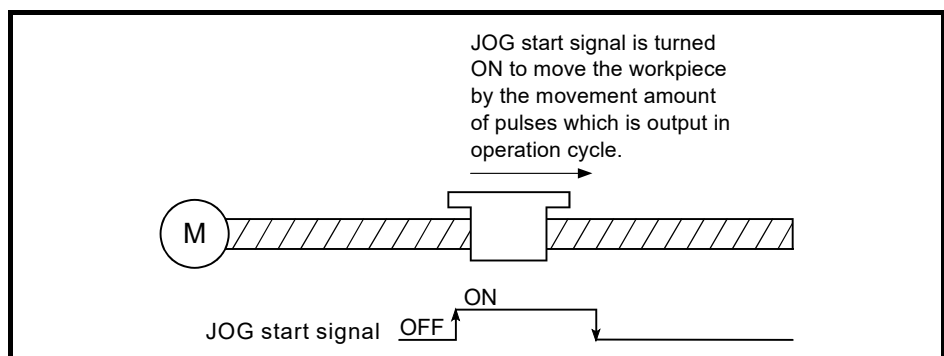 JOG start signal is turned
ON to move the workpiece
by the movement amount
of pulses which is output in
operation cycle.
M
ON
JOG start signal OFF